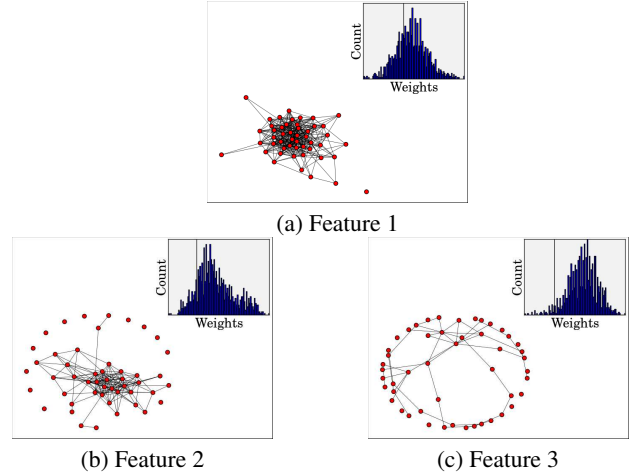 Count
Weights
(a) Feature 1
Count
Weights
(b) Feature 2
Count
Weights
(c) Feature 3